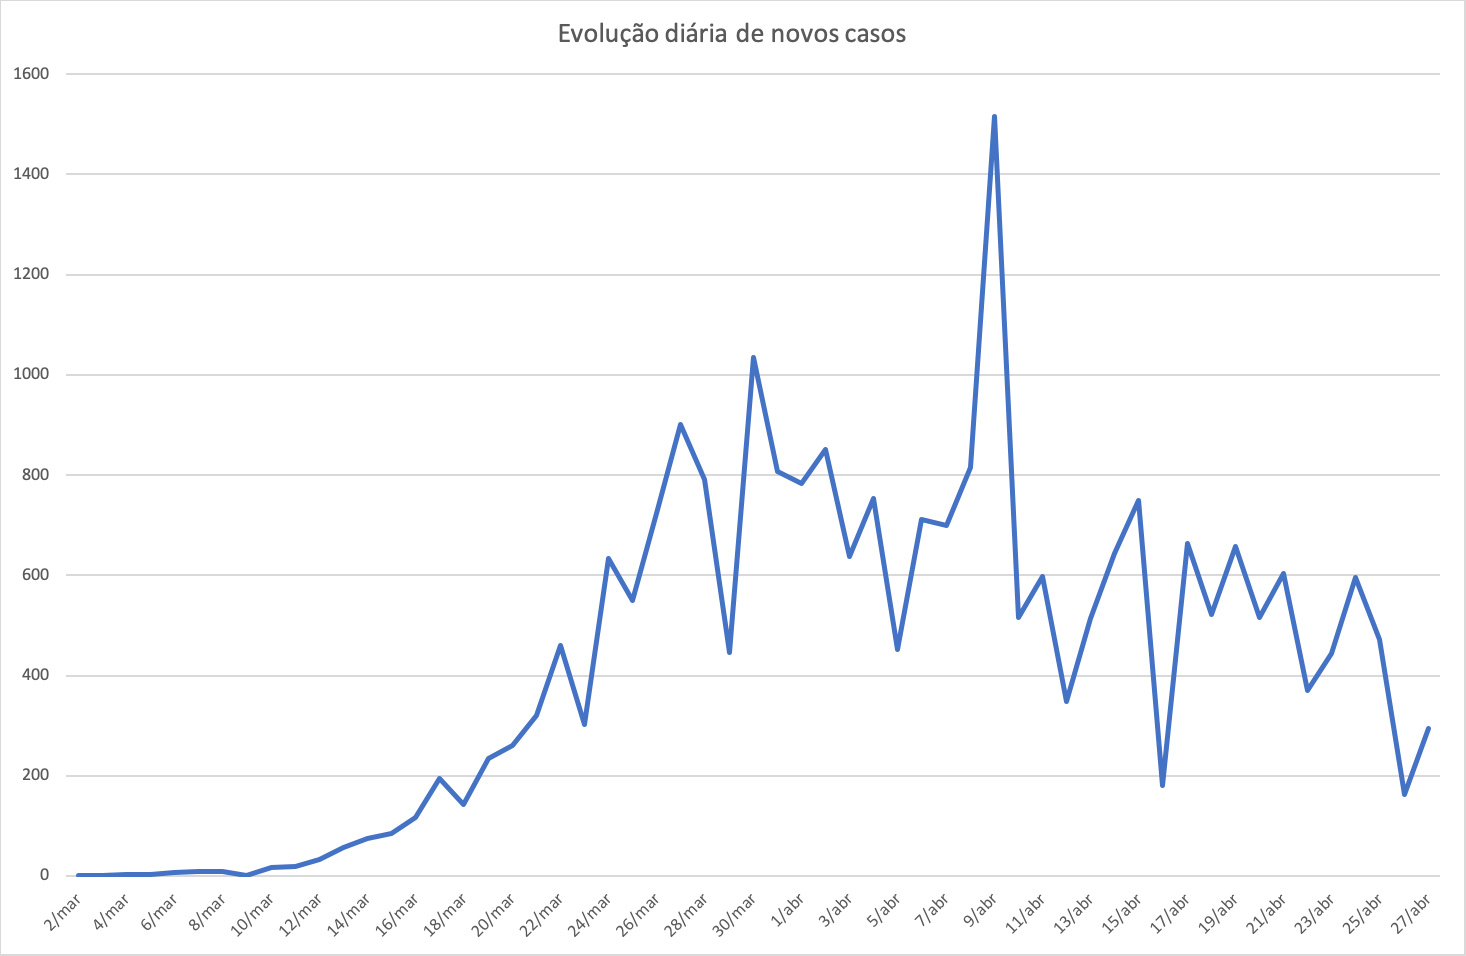 Evolução diária de novos casos
1600
1400
1200
1000
800
600
400
200
0
2/mar
4/mar
6/mar
8/mar
10/mar
12/mar
14/mar
16/mar
18/mar
20/mar
22/mar
24/mar
26/mar
28/mar
30/mar
1/abr
3/abr
5/abr
7/abr
9/abr
11/abr
13/abr
15/abr
17/abr
19/abr
21/abr
23/abr
25/abr
27/abr